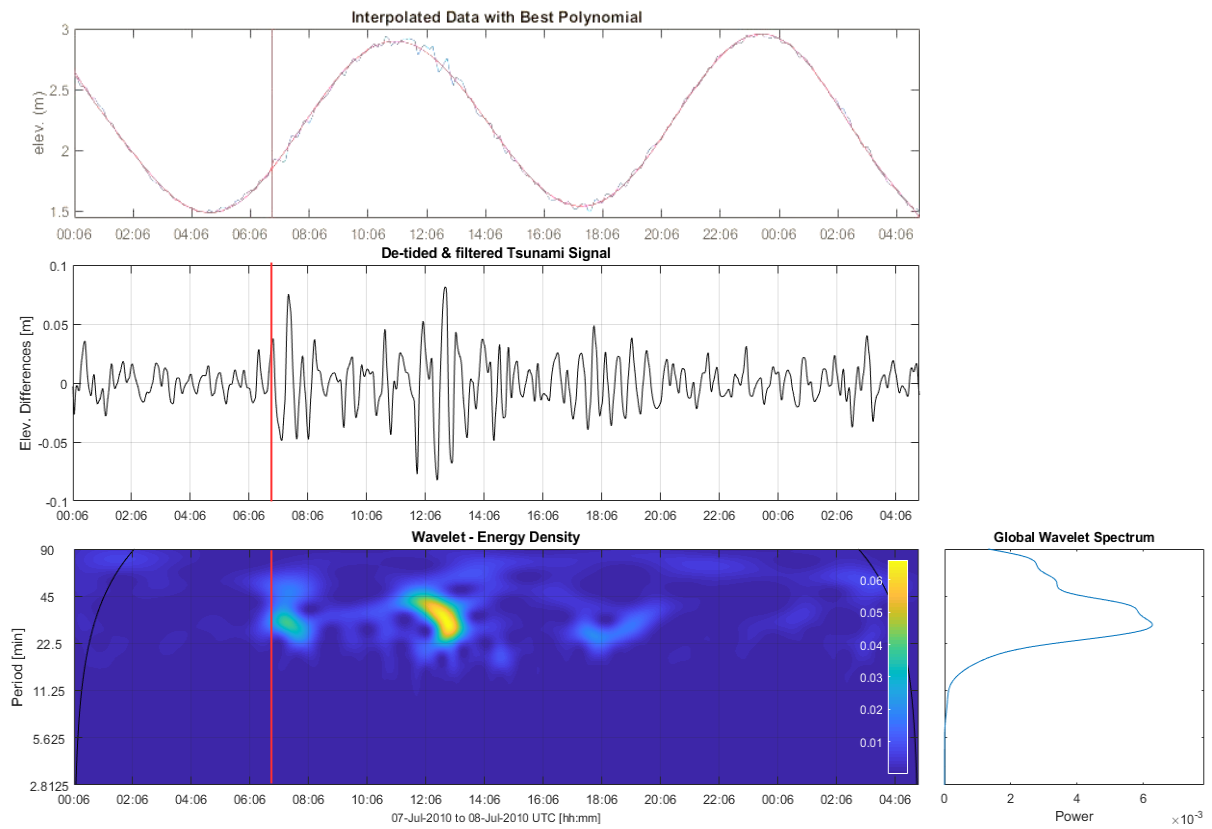 Interpolated Data with Best Polynomial
3
2.5
2
1.5
elev. (m)
00:06 02:06 04:06 06:06 08:06 10:06 12:06 14:06 16:06 18:06 20:06 22:06 00:06 02:06 04:06
De-tided & filtered Tsunami Signal
0.1
0.05
0
-0.05
-0.1
Elev. Differences [m]
00:06 02:06 04:06 06:06 08:06 10:06 12:06 14:06 16:06 18:06 20:06 22:06 00:06 02:06 04:06
Wavelet - Energy Density
90
45
22.5
11.25
5.625
2.8125
Period [min]
0.06
0.05
0.04
0.03
0.02
0.01
00:06 02:06 04:06 06:06 08:06 10:06 12:06 14:06 16:06 18:06 20:06 22:06 00:06 02:06 04:06
07-Jul-2010 to 08-Jul-2010 UTC [hh:mm]
Global Wavelet Spectrum
0 2 4 6
Power
×10-3